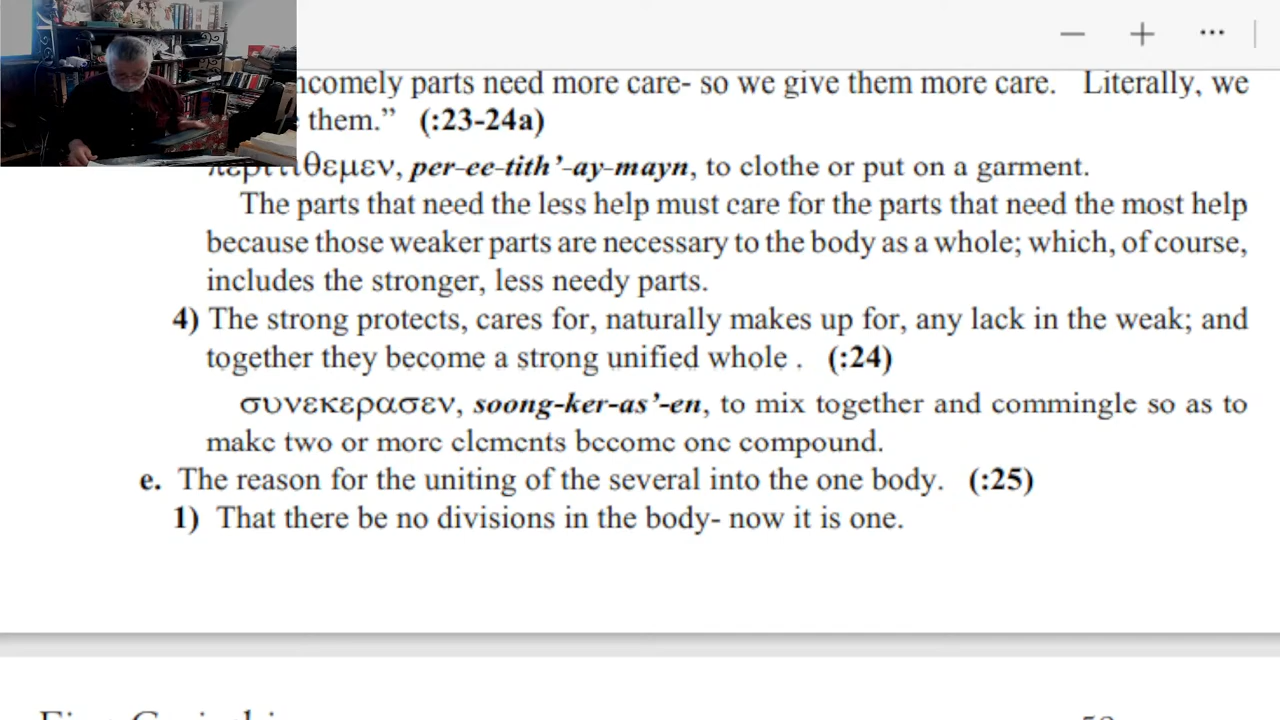 parts need more care- so we give them more care. Literally, we
them.” (:23-24a)
per-ee-tith’-ay-mayn, to clothe or put on a garment.
The parts that need the less help must care for the parts that need the most help
because those weaker parts are necessary to the body as a whole; which, of course,
includes the stronger, less needy parts.
4) The strong protects, cares for, naturally makes up for, any lack in the weak; and
together they become a strong unified whole . (:24)
συνεκερασεν, soong-ker-as’-en, to mix together and commingle so as to
make two or more elements become one compound.
e. The reason for the uniting of the several into the one body. (:25)
1) That there be no divisions in the body- now it is one.